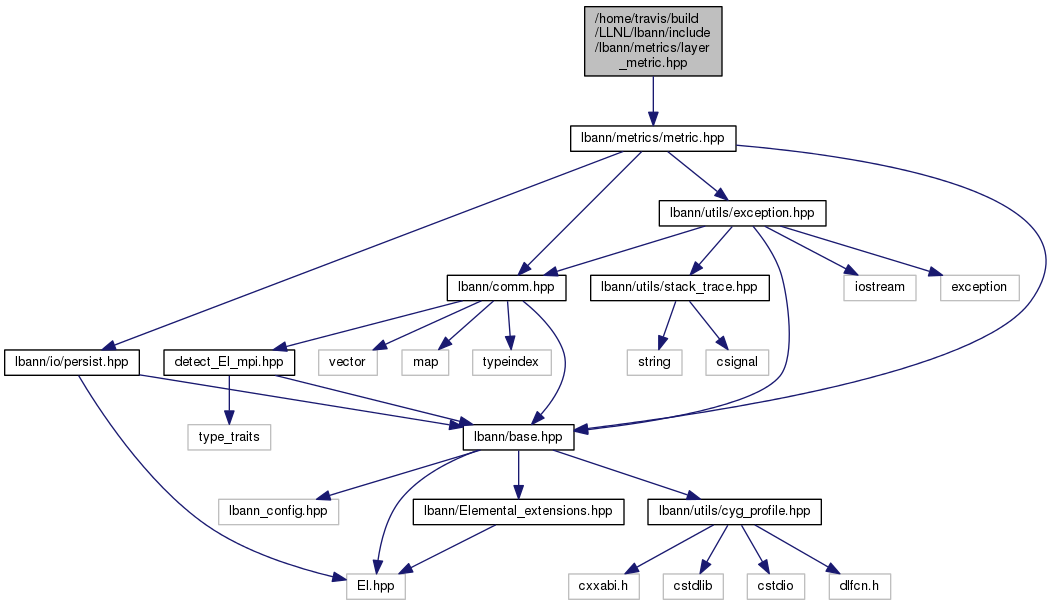 /home/travis/build
/LLNL/lbann/include
/lbann/metrics/layer
_metric.hpp
lbann/metrics/metric.hpp
lbann/utils/exception.hpp
lbann/comm.hpp
lbann/utils/stack_trace.hpp
iostream
exception
lbann/io/persist.hpp
detect_El_mpi.hpp
vector
map
typeindex
string
csignal
type_traits
lbann/base.hpp
lbann_config.hpp
lbann/Elemental_extensions.hpp
lbann/utils/cyg_profile.hpp
El.hpp
cxxabi.h
cstdlib
cstdio
dlfcn.h